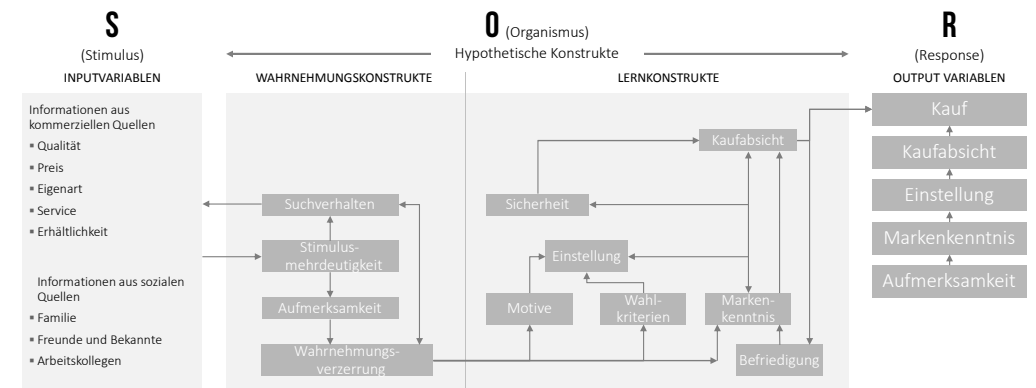 S
(Stimulus)
INPUTVARIABLEN
O (Organismus)
Hypothetische Konstrukte
WAHRNEHMUNGSKONSTRUKTE
LERNKONSTRUKTE
R
(Response)
OUTPUT VARIABLEN
Informationen aus
kommerziellen Quellen
▪ Qualität
▪ Preis
▪ Eigenart
▪ Service
▪ Erhältlichkeit
Informationen aus sozialen
Quellen
▪ Familie
▪ Freunde und Bekannte
▪ Arbeitskollegen
Suchverhalten
Stimulus-
mehrdeutigkeit
Aufmerksamkeit
Wahrnehmungs-
verzerrung
Kaufabsicht
Sicherheit
Einstellung
Motive
Wahl-
kriterien
Marken-
kenntnis
Befriedigung
Kauf
Kaufabsicht
Einstellung
Markenkenntnis
Aufmerksamkeit